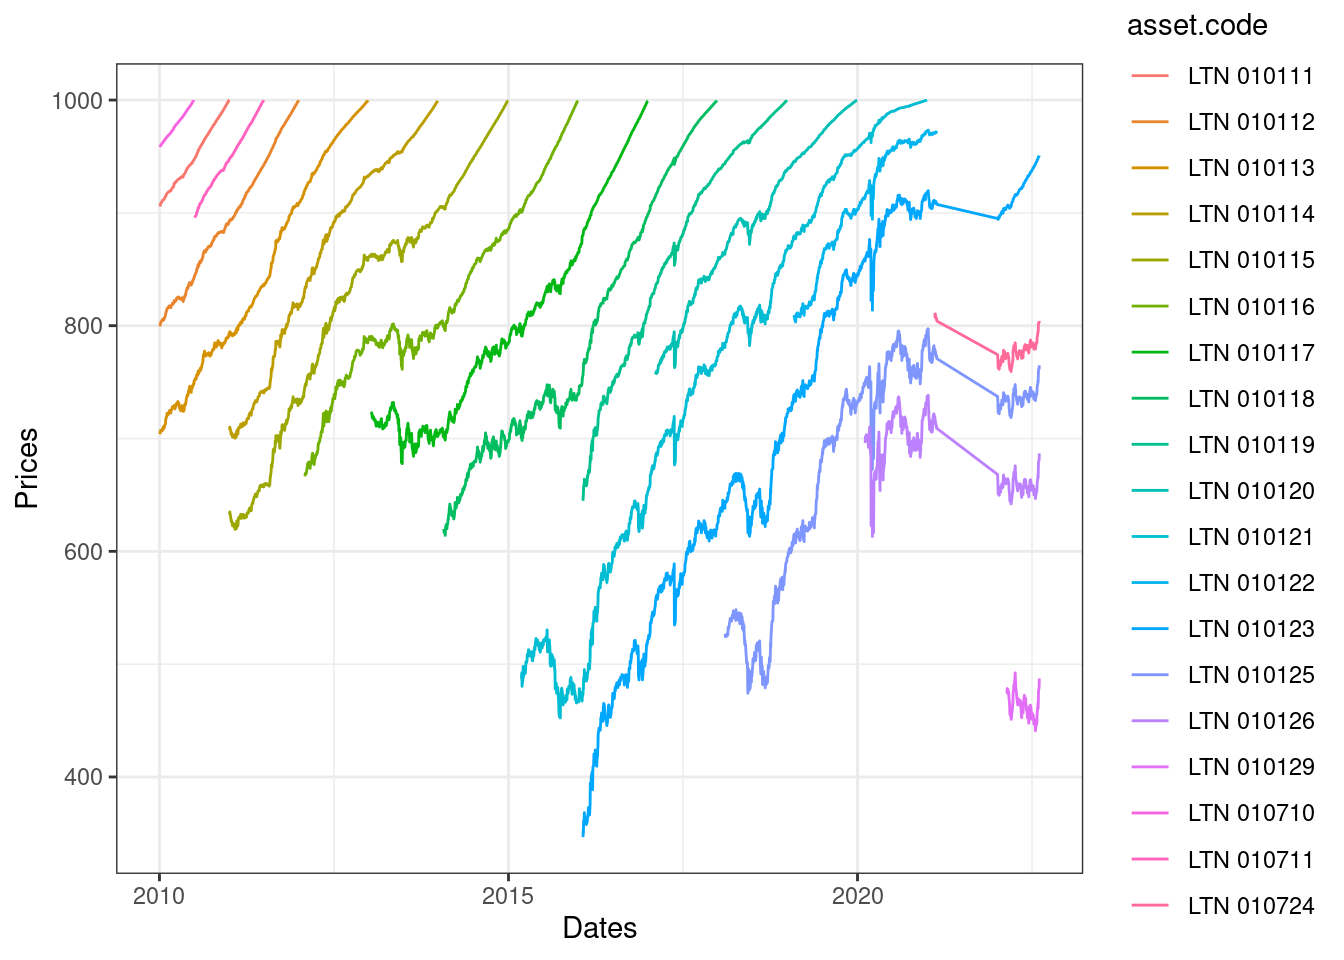 asset.code
LTN 010111
LTN 010112
LTN 010113
LTN 010114
LTN 010115
LTN 010116
LTN 010117
LTN 010118
LTN 010119
LTN 010120
LTN 010121
LTN 010122
LTN 010123
LTN 010125
LTN 010126
LTN 010129
LTN 010710
LTN 010711
LTN 010724
Prices
1000
800
600
400
2010
2015
2020
Dates